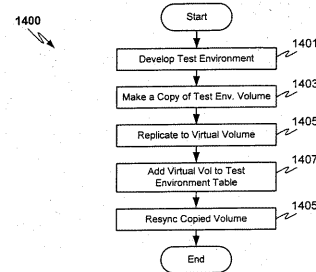 1400
Start
Develop Test Environment
1401
Make a Copy of Test Env. Volume
1403
Replicate to Virtual Volume
1405
Add Virtual Vol to Test
Environment Table
1407
Resync Copied Volume
1405
End